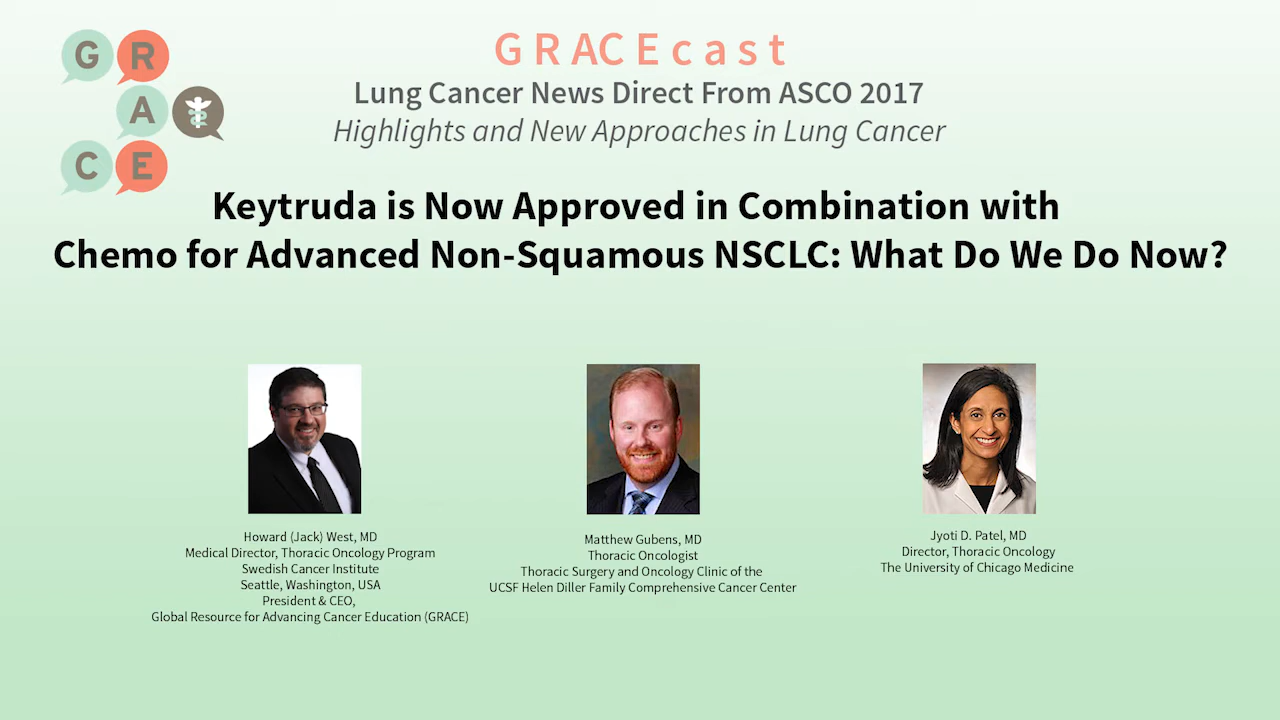 G R
A
C E
GRACEcast
Lung Cancer News Direct From ASCO 2017
Highlights and New Approaches in Lung Cancer
Keytruda is Now Approved in Combination with
Chemo for Advanced Non-Squamous NSCLC: What Do We Do Now?
Howard (Jack) West, MD
Medical Director, Thoracic Oncology Program
Swedish Cancer Institute
Seattle, Washington, USA
President & CEO,
Global Resource for Advancing Cancer Education (GRACE)
Matthew Gubens, MD
Thoracic Oncologist
Thoracic Surgery and Oncology Clinic of the
UCSF Helen Diller Family Comprehensive Cancer Center
Jyoti D. Patel, MD
Director, Thoracic Oncology
The University of Chicago Medicine